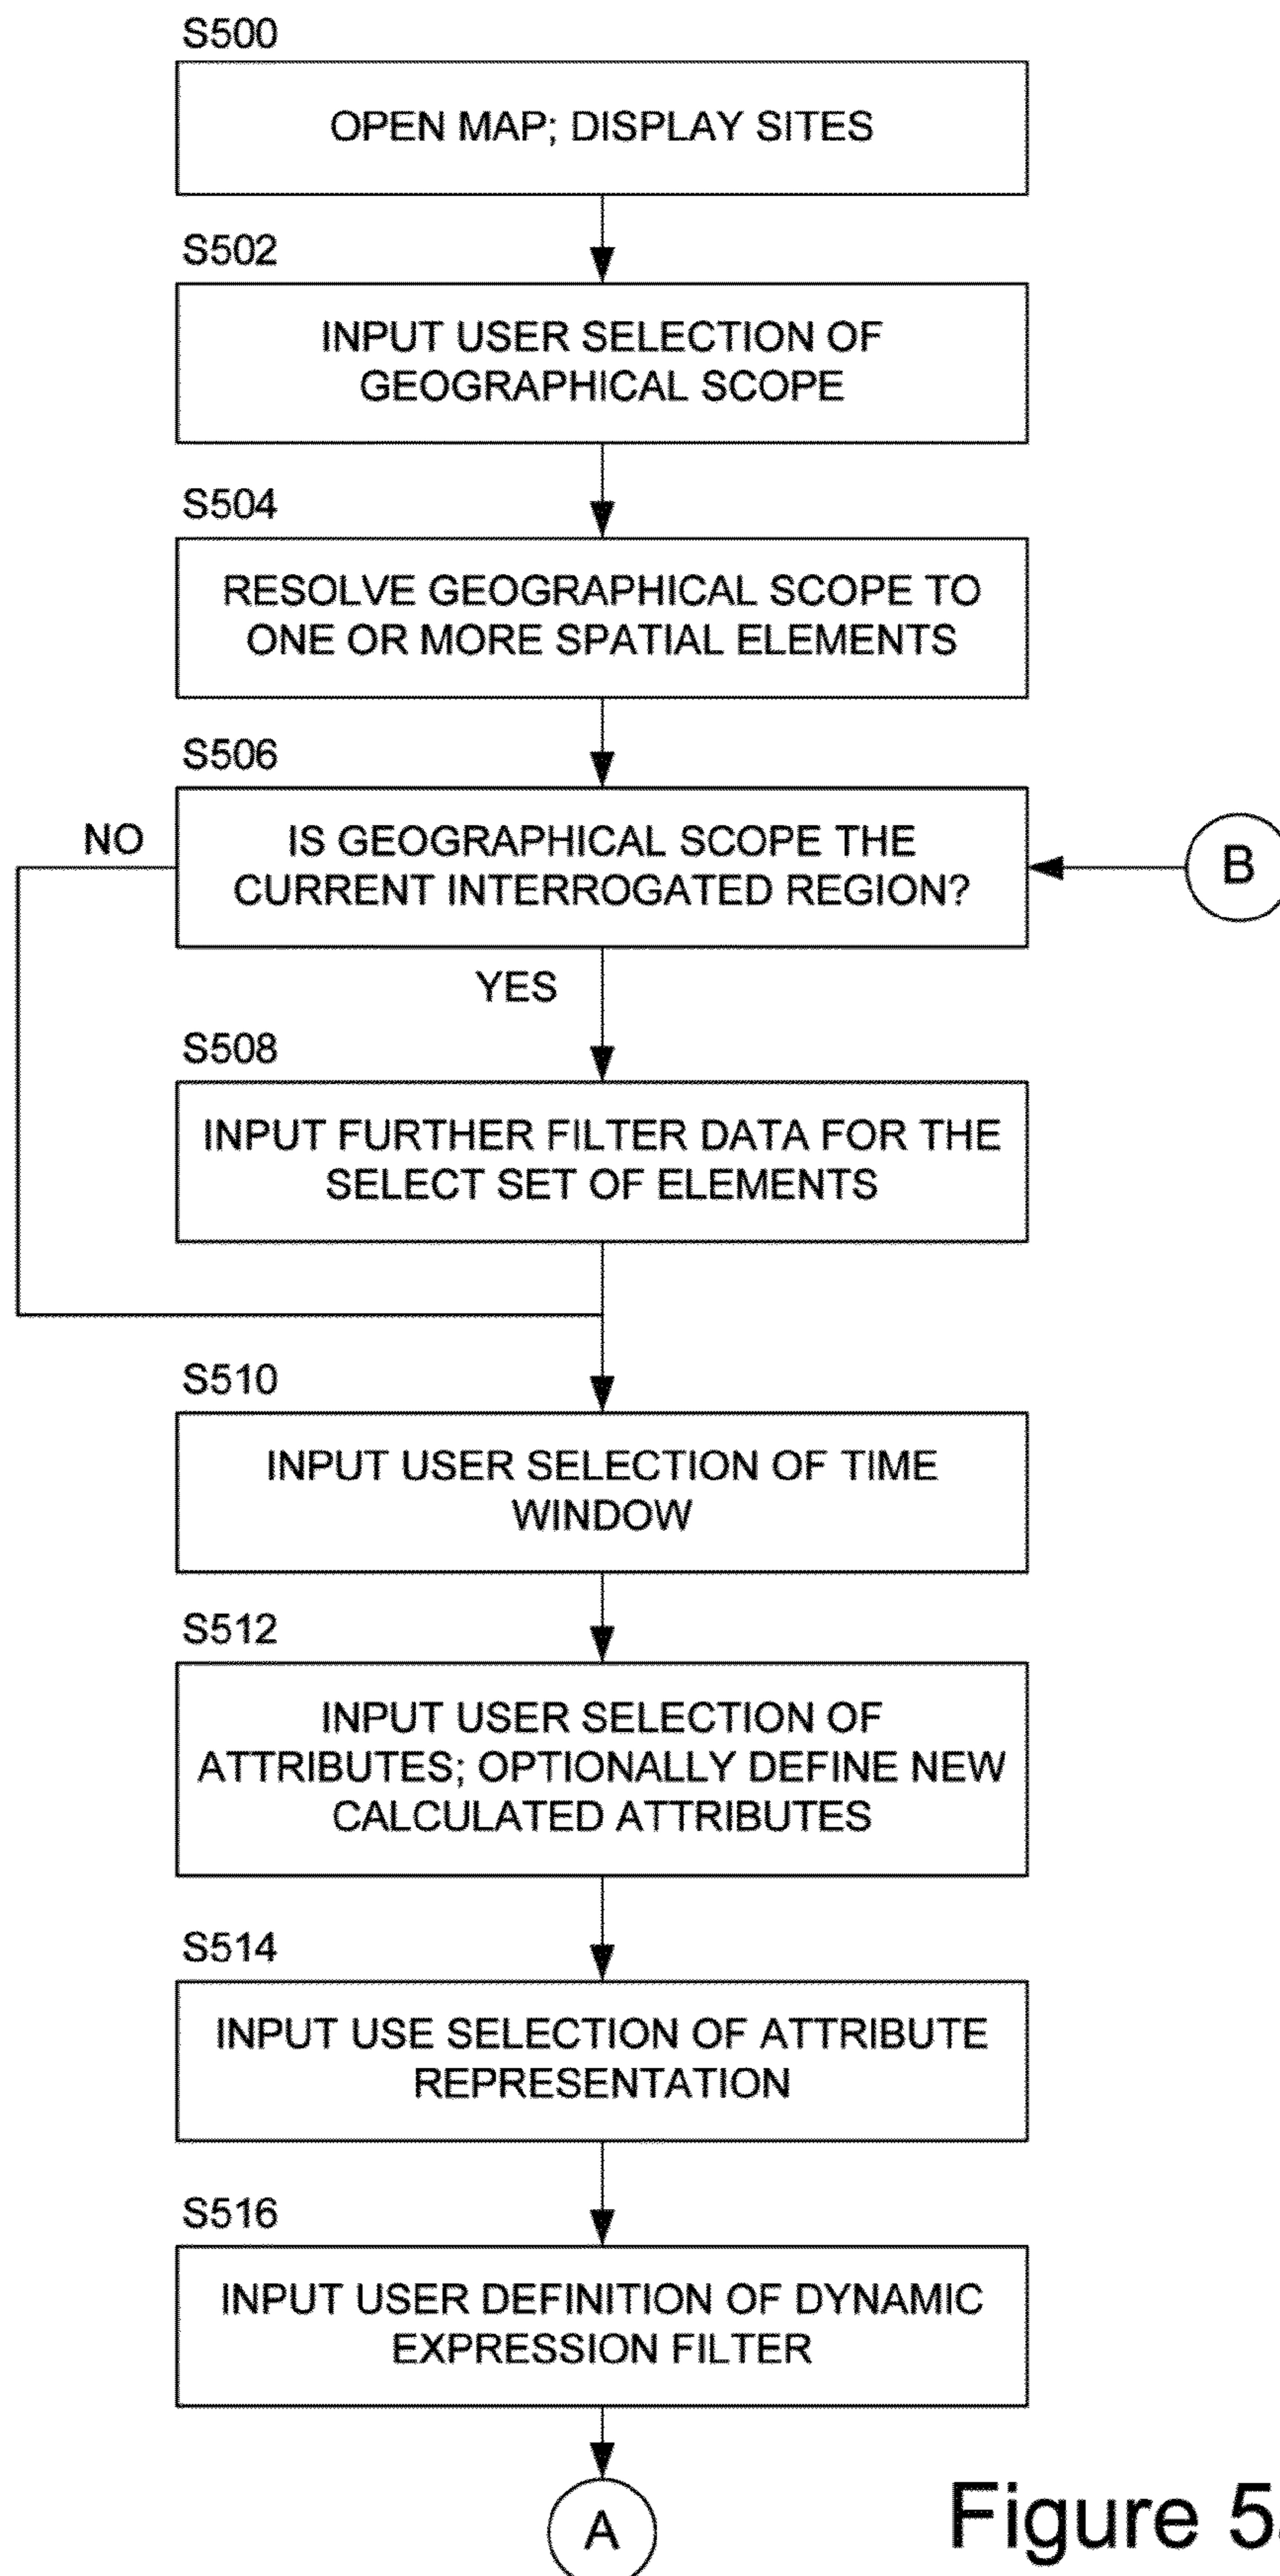 S500
OPEN MAP; DISPLAY SITES
S502
INPUT USER SELECTION OF
GEOGRAPHICAL SCOPE
S504
RESOLVE GEOGRAPHICAL SCOPE TO
ONE OR MORE SPATIAL ELEMENTS
S506
NO
IS GEOGRAPHICAL SCOPE THE
CURRENT INTERROGATED REGION?
B
YES
S508
INPUT FURTHER FILTER DATA FOR THE
SELECT SET OF ELEMENTS
S510
INPUT USER SELECTION OF TIME
WINDOW
S512
INPUT USER SELECTION OF
ATTRIBUTES; OPTIONALLY DEFINE NEW
CALCULATED ATTRIBUTES
S514
INPUT USE SELECTION OF ATTRIBUTE
REPRESENTATION
S516
INPUT USER DEFINITION OF DYNAMIC
EXPRESSION FILTER
A
Figure 5